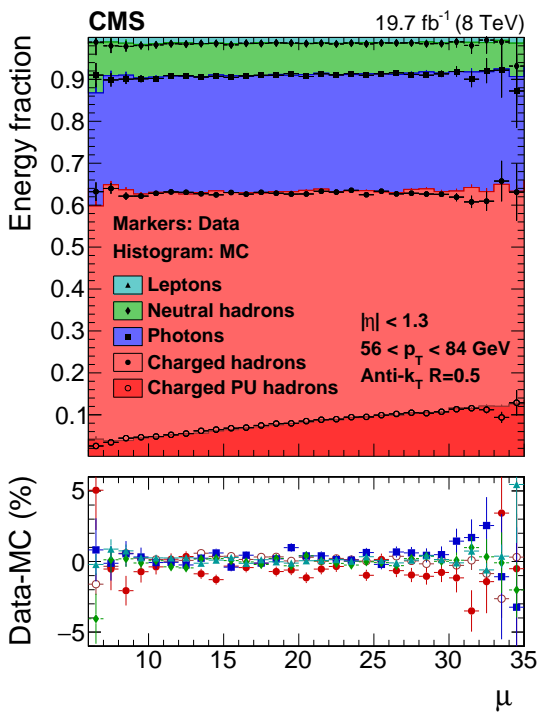 CMS 19.7 fb⁻¹ (8 TeV)
Energy fraction
0.9
0.8
0.7
0.6
0.5
0.4
0.3
0.2
0.1
Markers: Data
Histogram: MC
Leptons
Neutral hadrons
Photons
Charged hadrons
Charged PU hadrons
|η| < 1.3
56 < p_T < 84 GeV
Anti-k_T R=0.5
Data-MC (%)
5
0
−5
10 15 20 25 30 35
μ